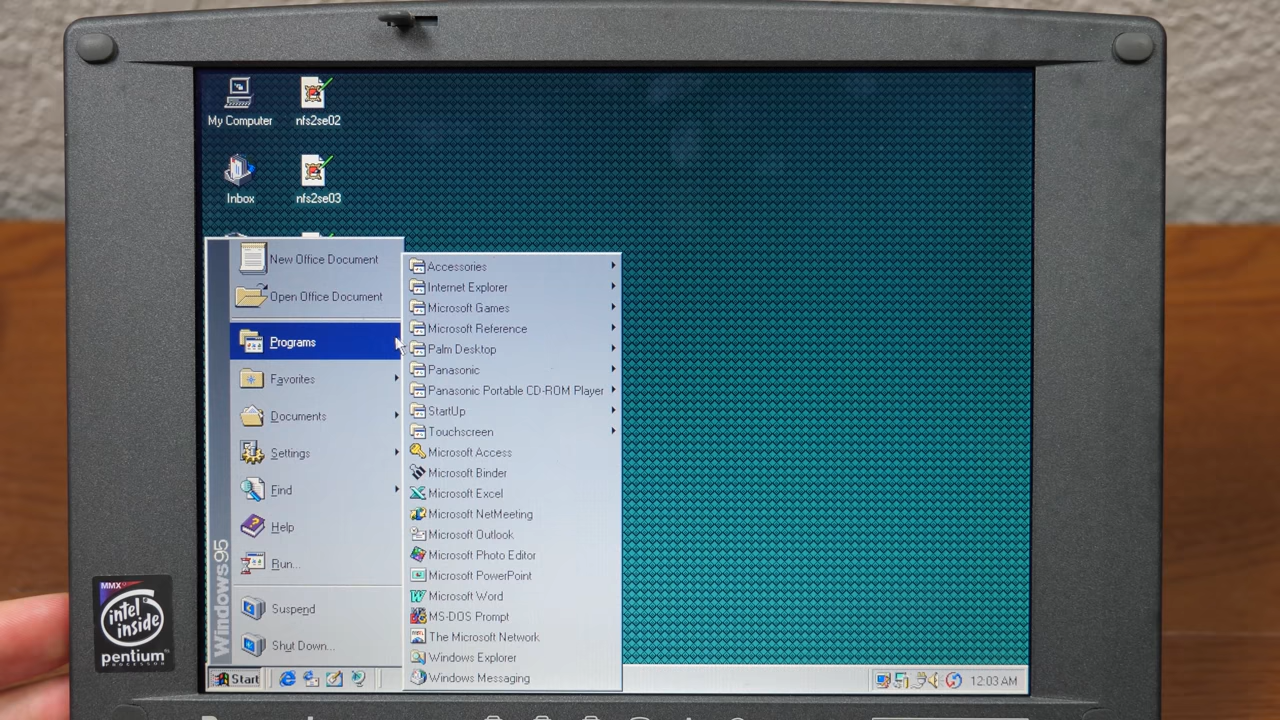 My Computer
nfs2se02
Inbox
nfs2se03
New Office Document
Open Office Document
Programs
Favorites
Documents
Settings
Find
Help
Run...
Suspend
Shut Down...
Windows95
Accessories
Internet Explorer
Microsoft Games
Microsoft Reference
Palm Desktop
Panasonic
Panasonic Portable CD-ROM Player
StartUp
Touchscreen
Microsoft Access
Microsoft Binder
Microsoft Excel
Microsoft NetMeeting
Microsoft Outlook
Microsoft Photo Editor
Microsoft PowerPoint
Microsoft Word
MS-DOS Prompt
The Microsoft Network
Windows Explorer
Windows Messaging
Start
12:03 AM
MMX
intel
inside
pentium
PROCESSOR